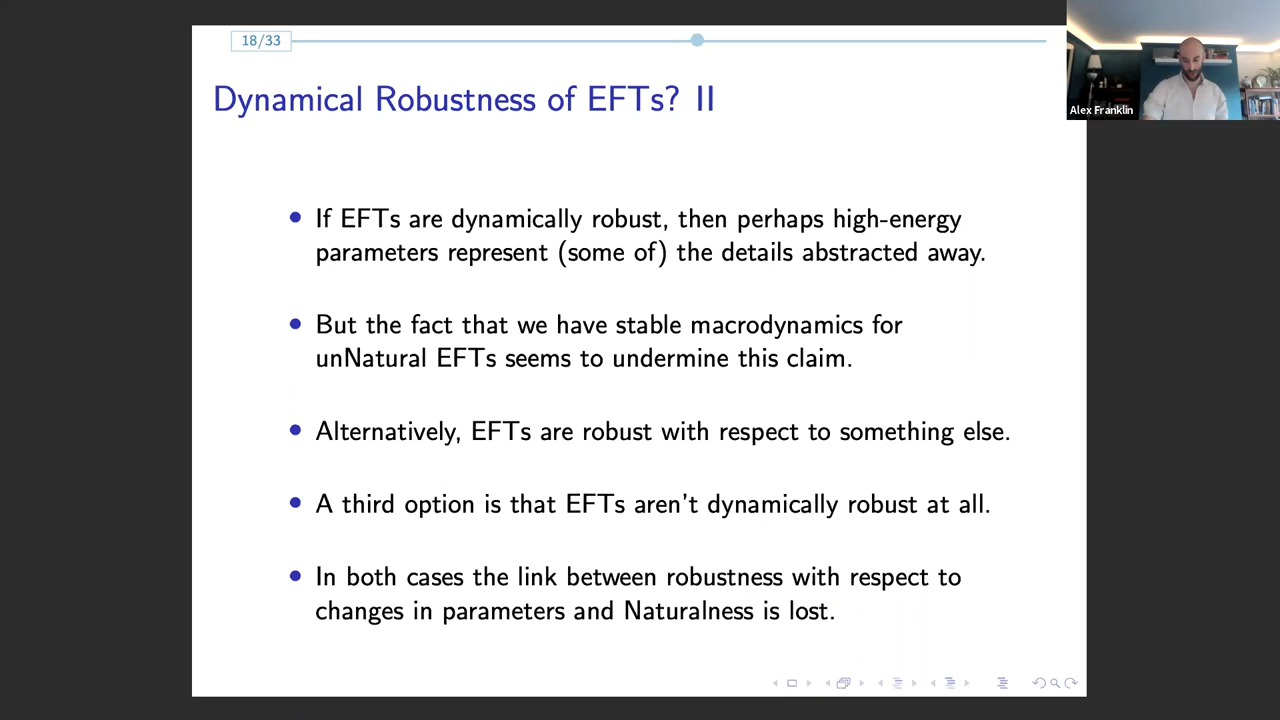 18/33
Alex Franklin
Dynamical Robustness of EFTs? II
If EFTs are dynamically robust, then perhaps high-energy
parameters represent (some of) the details abstracted away.
But the fact that we have stable macrodynamics for
unNatural EFTs seems to undermine this claim.
Alternatively, EFTs are robust with respect to something else.
A third option is that EFTs aren't dynamically robust at all.
In both cases the link between robustness with respect to
changes in parameters and Naturalness is lost.